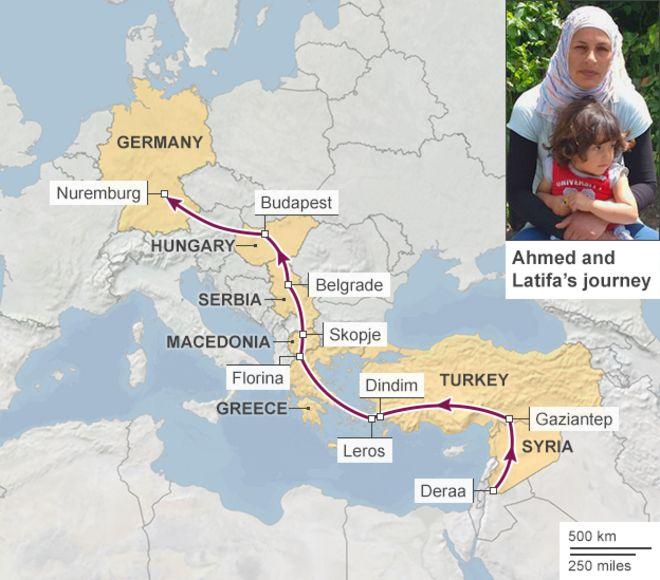 GERMANY
Nuremburg
Budapest
HUNGARY
UNIVERSITY
Ahmed and
Latifa's journey
Belgrade
SERBIA
Skopje
MACEDONIA
Florina
Dindim
TURKEY
GREECE
Gaziantep
Leros
SYRIA
Deraa
500 km
250 miles